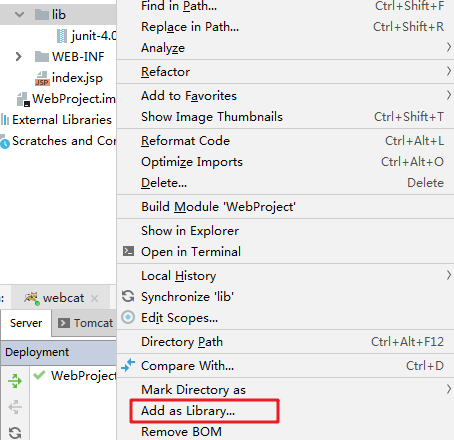 lib
junit-4.0
WEB-INF
index.jsp
WebProject.im
External Libraries
Scratches and Con
Find in Path... Ctrl+Shift+F
Replace in Path... Ctrl+Shift+R
Analyze
Refactor
Add to Favorites
Show Image Thumbnails Ctrl+Shift+T
Reformat Code Ctrl+Alt+L
Optimize Imports Ctrl+Alt+O
Delete... Delete
Build Module 'WebProject'
Show in Explorer
Open in Terminal
Local History
Synchronize 'lib'
Edit Scopes...
Directory Path Ctrl+Alt+F12
Compare With... Ctrl+D
Mark Directory as
Add as Library...
Remove BOM
webcat
Server Tomcat
Deployment
WebProject